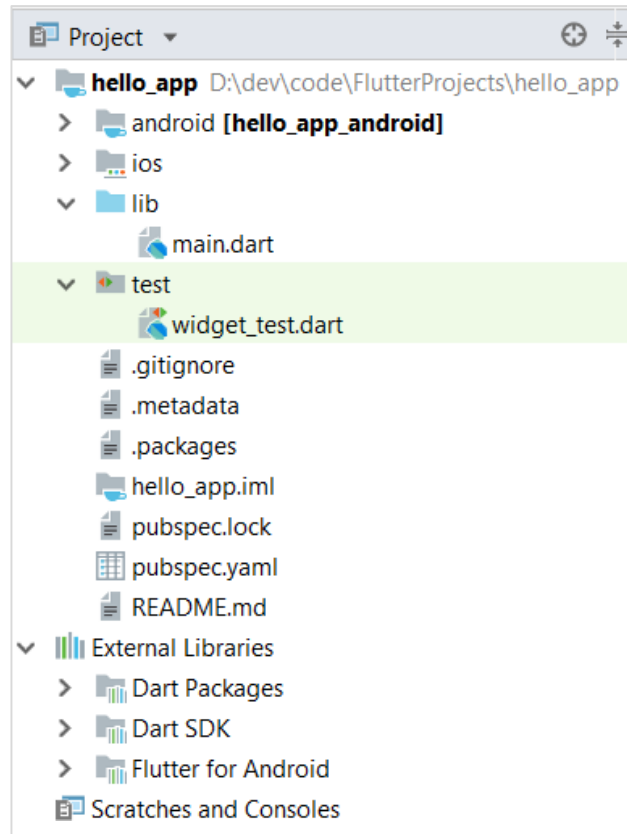 Project
hello_app D:\dev\code\FlutterProjects\hello_app
android [hello_app_android]
ios
lib
main.dart
test
widget_test.dart
.gitignore
.metadata
.packages
hello_app.iml
pubspec.lock
pubspec.yaml
README.md
External Libraries
Dart Packages
Dart SDK
Flutter for Android
Scratches and Consoles